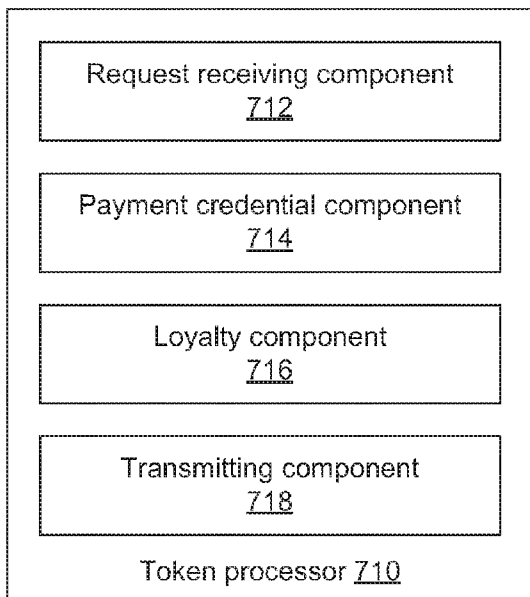 Request receiving component
712
Payment credential component
714
Loyalty component
716
Transmitting component
718
Token processor 710